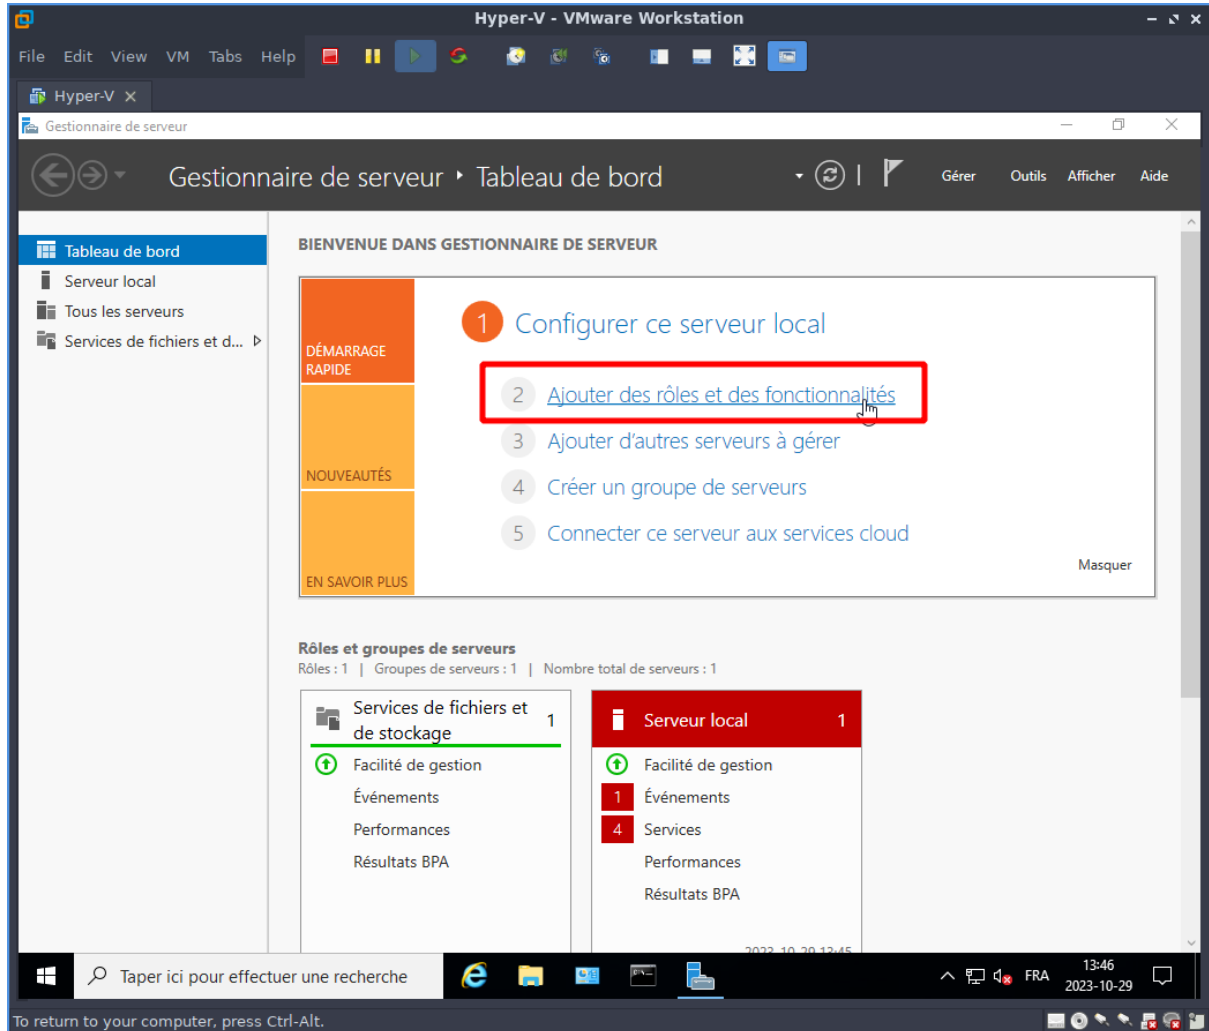 Hyper-V - VMware Workstation
File Edit View VM Tabs Help
Hyper-V
Gestionnaire de serveur
Gestionnaire de serveur Tableau de bord
Gérer Outils Afficher Aide
Tableau de bord
Serveur local
Tous les serveurs
Services de fichiers et d...
BIENVENUE DANS GESTIONNAIRE DE SERVEUR
DÉMARRAGE
RAPIDE
NOUVEAUTÉS
EN SAVOIR PLUS
1 Configurer ce serveur local
2 Ajouter des rôles et des fonctionnalités
3 Ajouter d'autres serveurs à gérer
4 Créer un groupe de serveurs
5 Connecter ce serveur aux services cloud
Masquer
Rôles et groupes de serveurs
Rôles : 1 | Groupes de serveurs : 1 | Nombre total de serveurs : 1
Services de fichiers et
de stockage
1
Facilité de gestion
Événements
Performances
Résultats BPA
Serveur local 1
Facilité de gestion
1 Événements
4 Services
Performances
Résultats BPA
2023-10-29 13:45
Taper ici pour effectuer une recherche
FRA
13:46
2023-10-29
To return to your computer, press Ctrl-Alt.